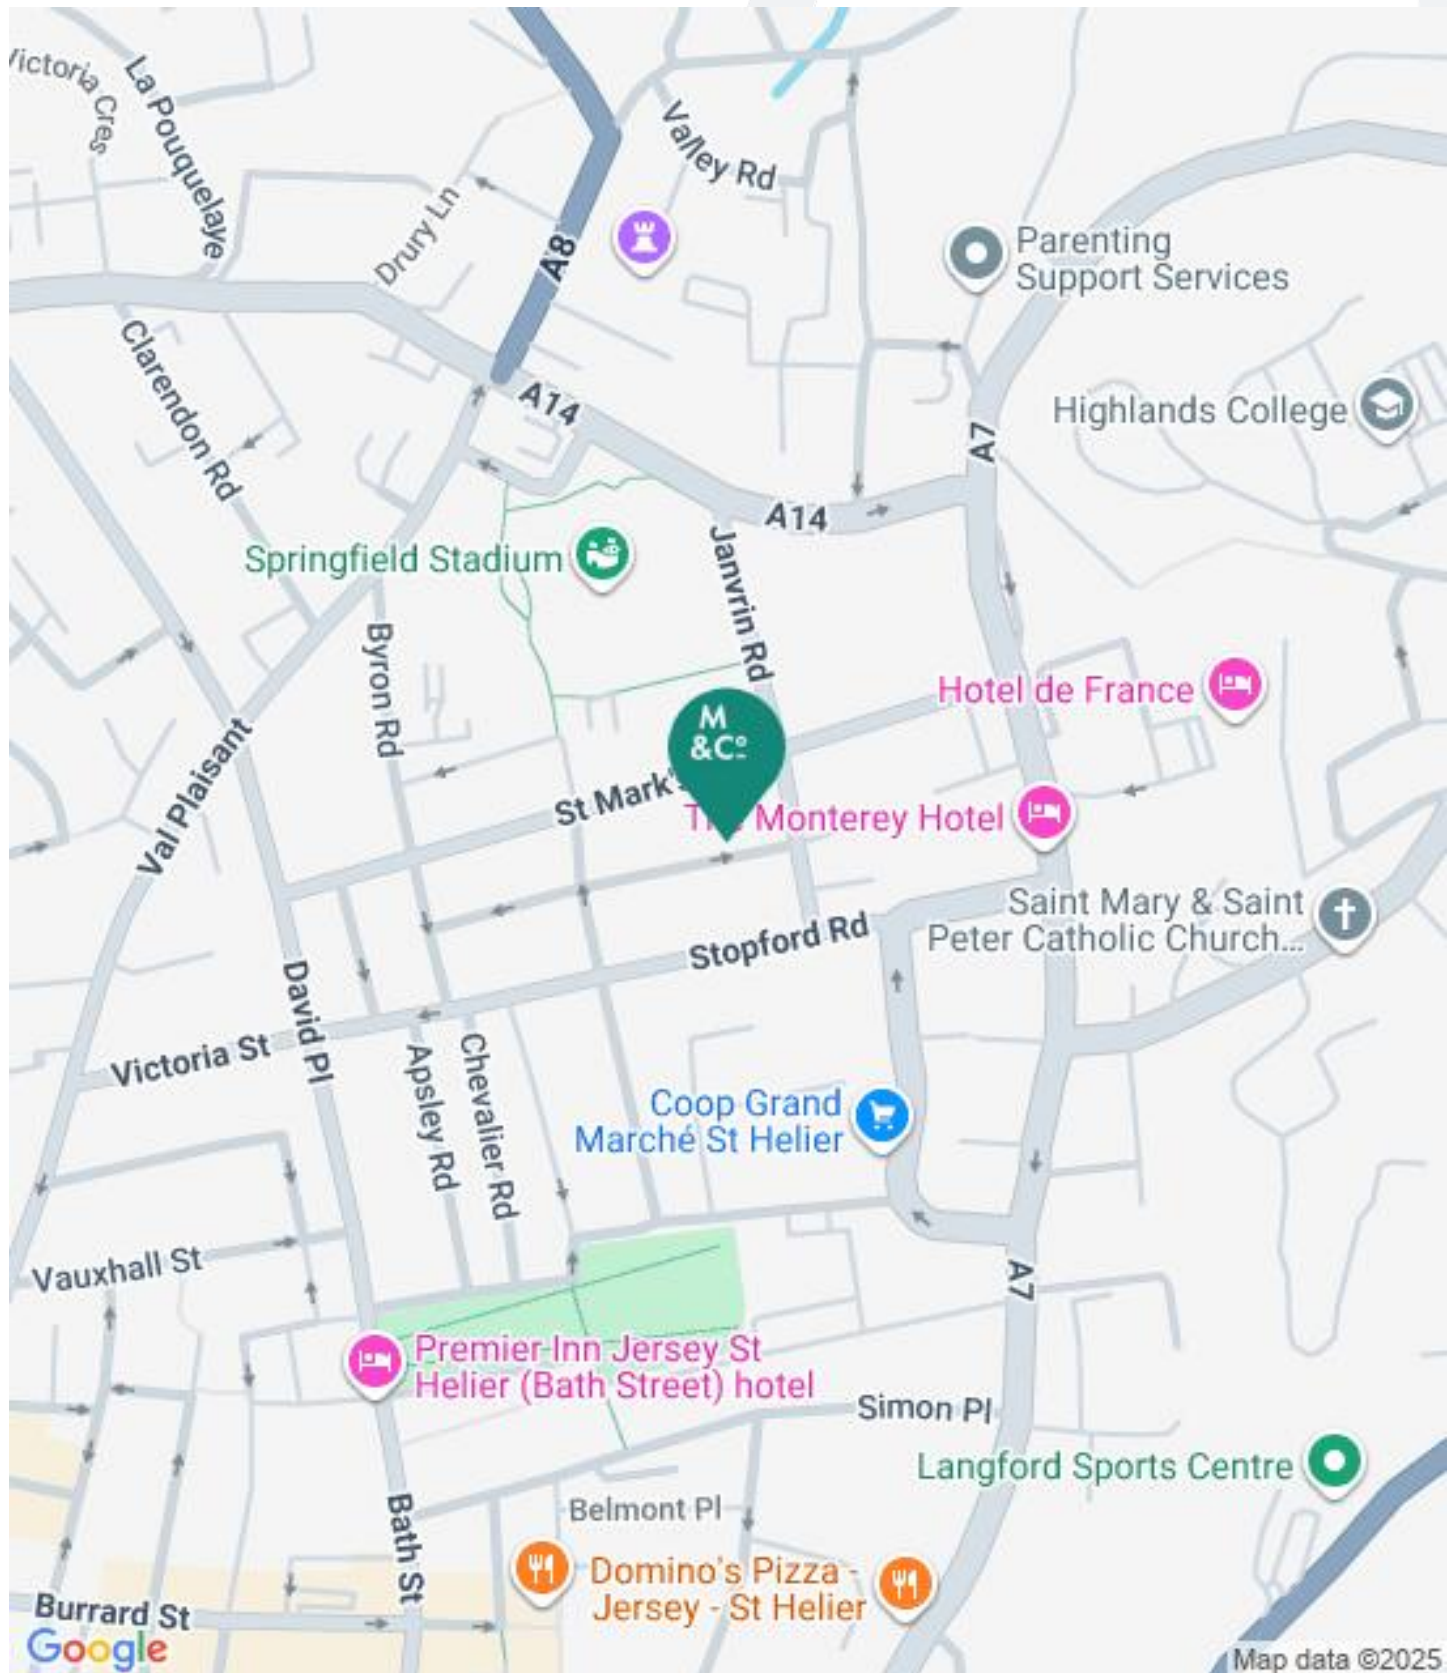 Victoria Cres
La Pouquelaye
Valley Rd
Drury Ln
A8
Parenting
Support Services
Clarendon Rd
A14
Highlands College
A7
A14
Springfield Stadium
Janvrin Rd
Byron Rd
Hotel de France
M
&Cº
Val Plaisant
St Mark's
The Monterey Hotel
Saint Mary & Saint
Peter Catholic Church...
Stopford Rd
David Pl
Victoria St
Apsley Rd
Chevalier Rd
Coop Grand
Marché St Helier
Vauxhall St
A7
Premier Inn Jersey St
Helier (Bath Street) hotel
Simon Pl
Langford Sports Centre
Belmont Pl
Bath St
Domino's Pizza -
Jersey - St Helier
Burrard St
Google
Map data ©2025